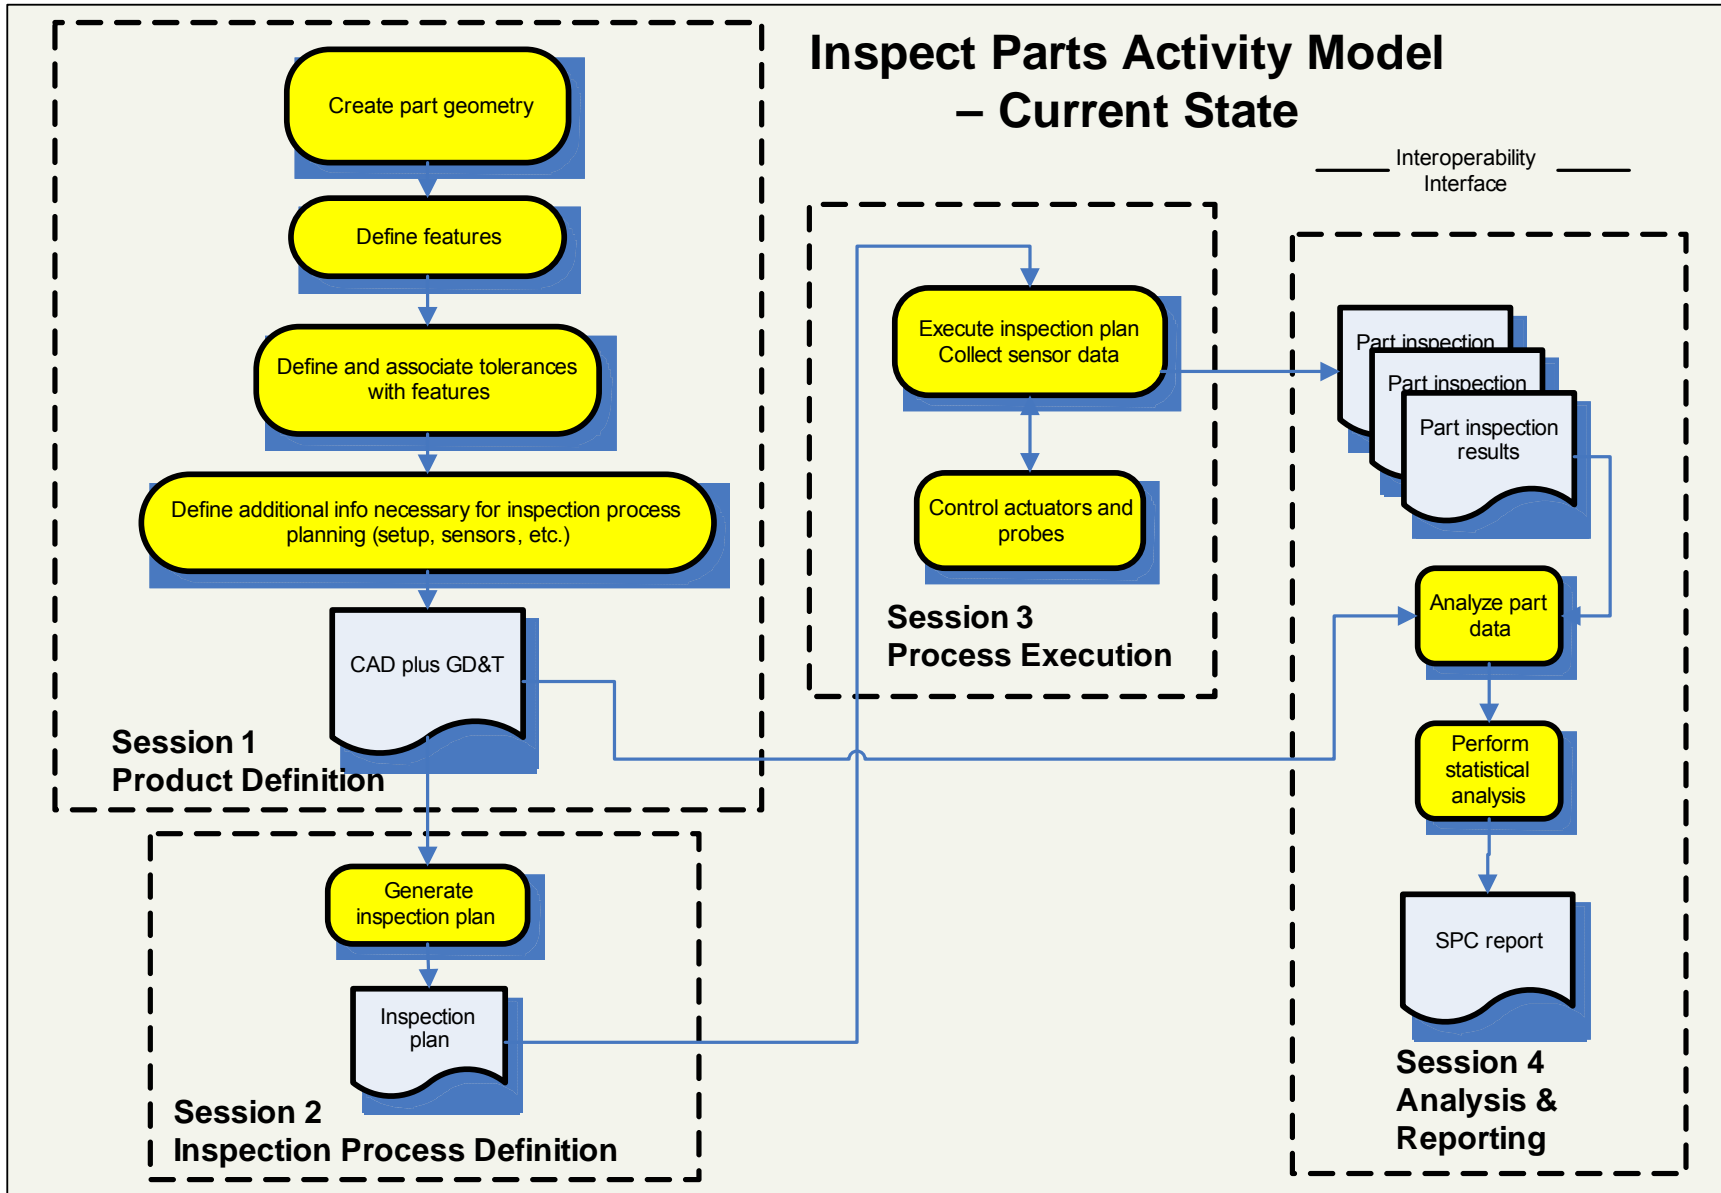 Inspect Parts Activity Model
– Current State
Interoperability
Interface
Create part geometry
Define features
Define and associate tolerances
with features
Define additional info necessary for inspection process
planning (setup, sensors, etc.)
CAD plus GD&T
Session 1
Product Definition
Generate
inspection plan
Inspection
plan
Session 2
Inspection Process Definition
Execute inspection plan
Collect sensor data
Control actuators and
probes
Session 3
Process Execution
Part inspection
Part inspection
Part inspection
results
Analyze part
data
Perform
statistical
analysis
SPC report
Session 4
Analysis &
Reporting